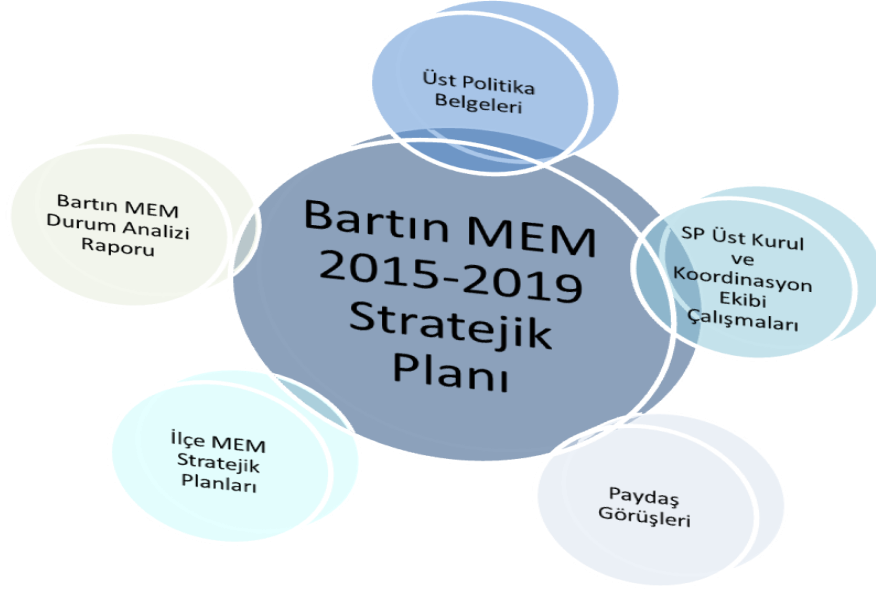 Üst Politika
Belgeleri
Bartın MEM
Durum Analizi
Raporu
Bartın MEM
2015-2019
Stratejik
Planı
SP Üst Kurul
ve
Koordinasyon
Ekibi
Çalışmaları
İlçe MEM
Stratejik
Planları
Paydaş
Görüşleri